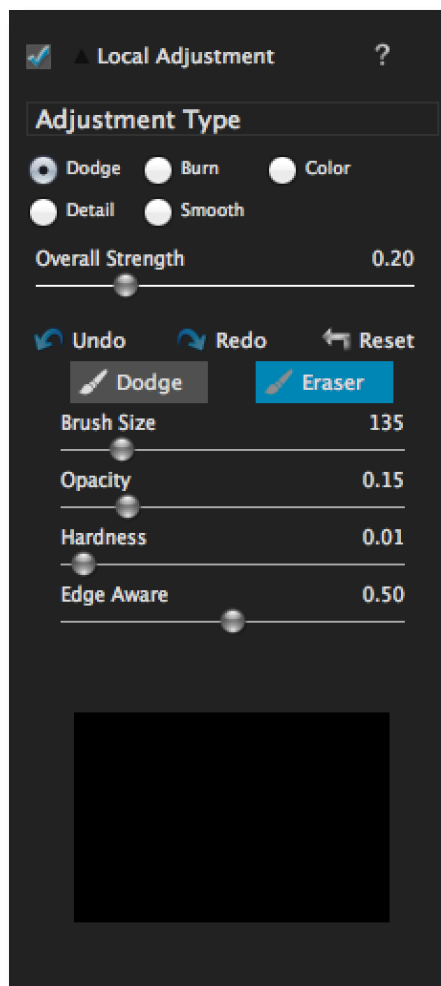 Local Adjustment ?
Adjustment Type
Dodge Burn Color
Detail Smooth
Overall Strength 0.20
Undo Redo Reset
Dodge Eraser
Brush Size 135
Opacity 0.15
Hardness 0.01
Edge Aware 0.50